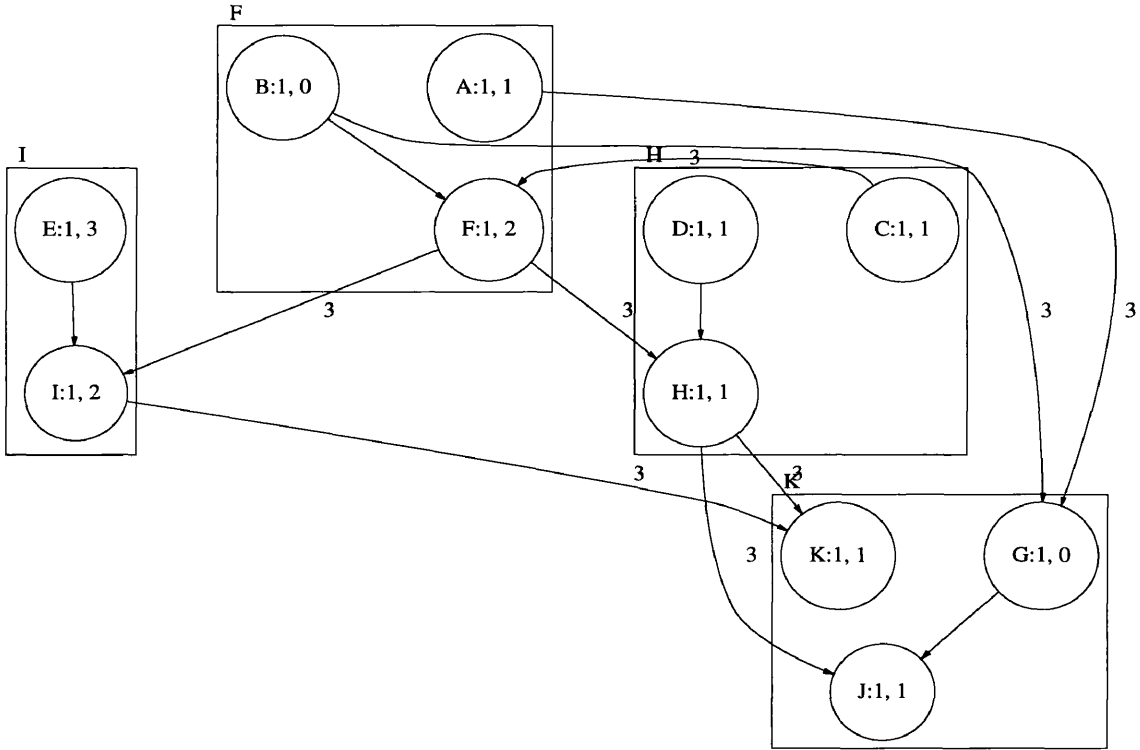 F
B:1, 0
A:1, 1
I
H
3
E:1, 3
F:1, 2
D:1, 1
C:1, 1
3
3
3
3
I:1, 2
H:1, 1
3
3
K
3
K:1, 1
G:1, 0
J:1, 1